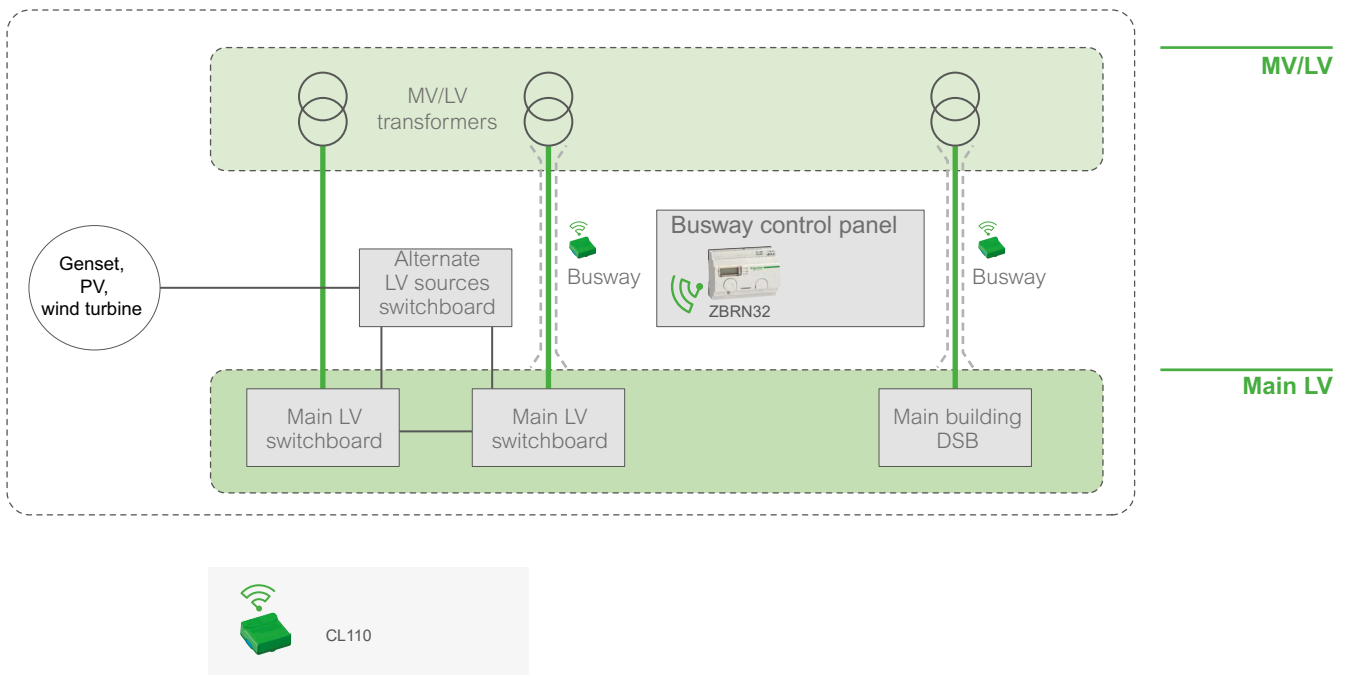 MV/LV
MV/LV
transformers
Busway control panel
ZBRN32
Genset,
PV,
wind turbine
Alternate
LV sources
switchboard
Busway
Busway
Main LV
Main LV
switchboard
Main LV
switchboard
Main building
DSB
CL110